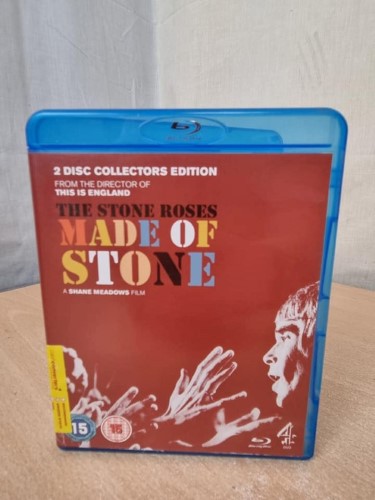 2 DISC COLLECTORS EDITION
FROM THE DIRECTOR OF
THIS IS ENGLAND
THE STONE ROSES
MADE OF
STONE
A SHANE MEADOWS FILM
15
15
4